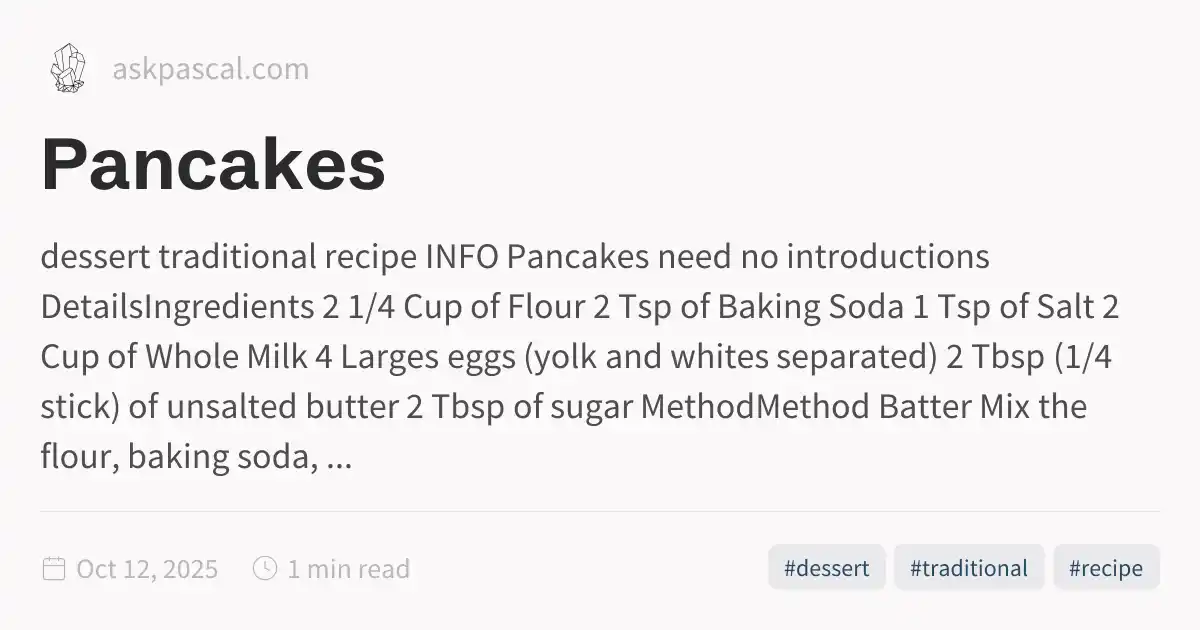 askpascal.com
Pancakes
dessert traditional recipe INFO Pancakes need no introductions
DetailsIngredients 2 1/4 Cup of Flour 2 Tsp of Baking Soda 1 Tsp of Salt 2
Cup of Whole Milk 4 Larges eggs (yolk and whites separated) 2 Tbsp (1/4
stick) of unsalted butter 2 Tbsp of sugar MethodMethod Batter Mix the
flour, baking soda, ...
Oct 12, 2025 1 min read #dessert #traditional #recipe